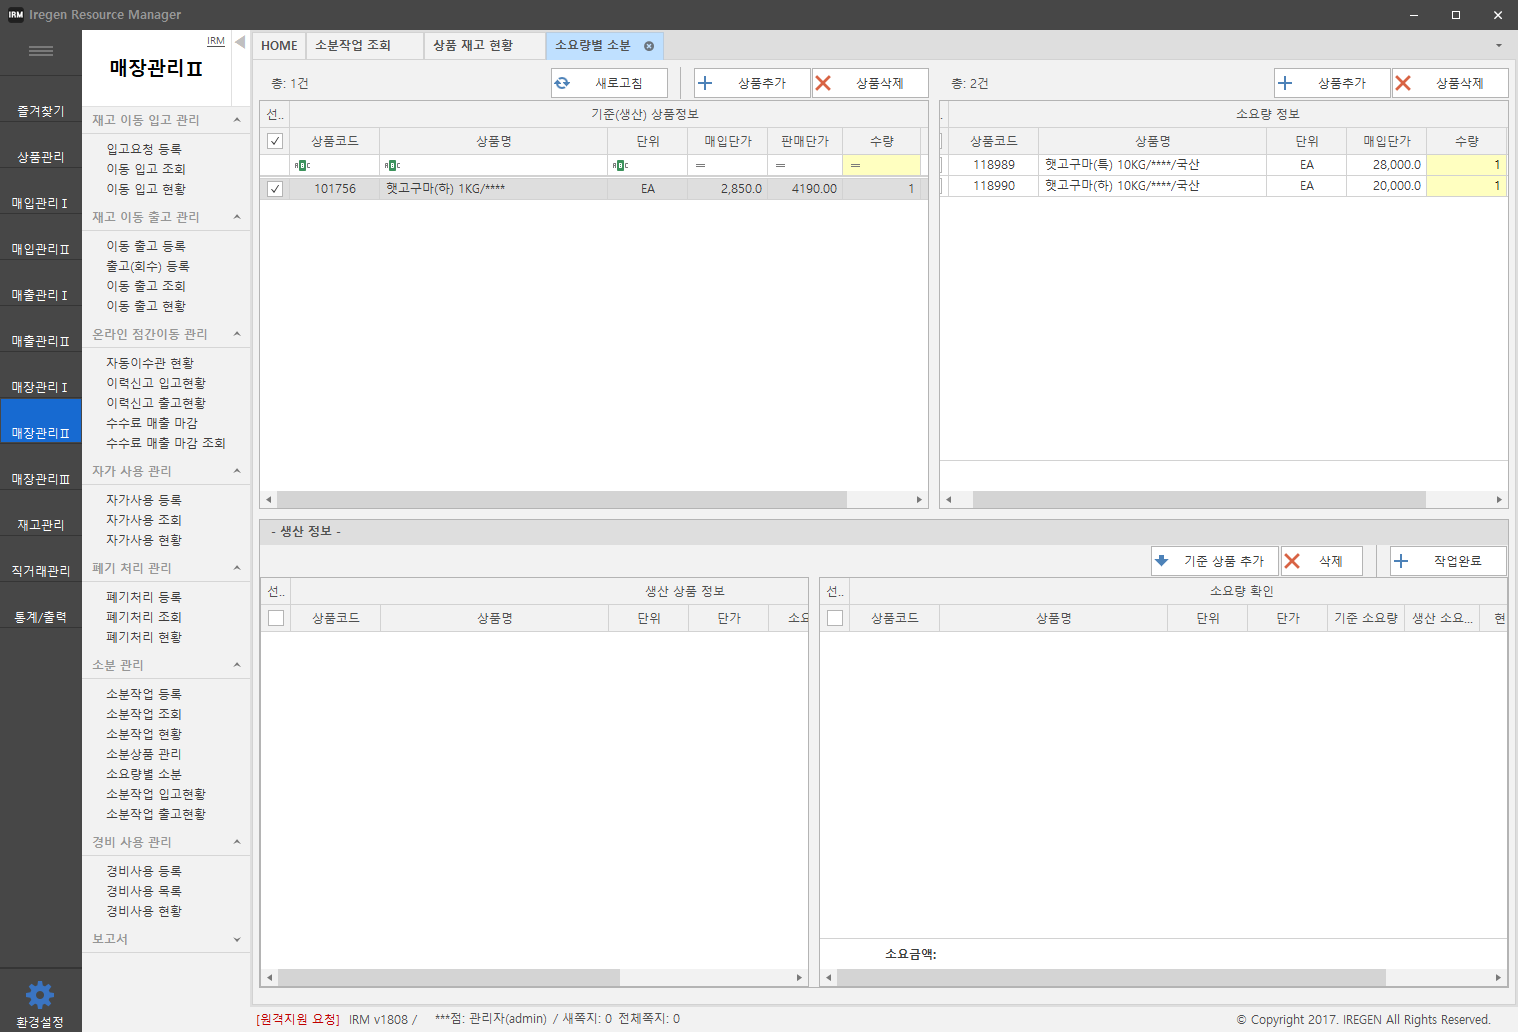 IRM Iregen Resource Manager
즐겨찾기
상품관리
매입관리Ⅰ
매입관리Ⅱ
매출관리Ⅰ
매출관리Ⅱ
매장관리Ⅰ
매장관리Ⅱ
매장관리Ⅲ
재고관리
직거래관리
통계/출력
환경설정
IRM
매장관리Ⅱ
재고 이동 입고 관리
입고요청 등록
이동 입고 조회
이동 입고 현황
재고 이동 출고 관리
이동 출고 등록
출고(회수) 등록
이동 출고 조회
이동 출고 현황
온라인 점간이동 관리
자동이수관 현황
이력신고 입고현황
이력신고 출고현황
수수료 매출 마감
수수료 매출 마감 조회
자가 사용 관리
자가사용 등록
자가사용 조회
자가사용 현황
폐기 처리 관리
폐기처리 등록
폐기처리 조회
폐기처리 현황
소분 관리
소분작업 등록
소분작업 조회
소분작업 현황
소분상품 관리
소요량별 소분
소분작업 입고현황
소분작업 출고현황
경비 사용 관리
경비사용 등록
경비사용 목록
경비사용 현황
보고서
HOME 소분작업 조회 상품 재고 현황 소요량별 소분
총: 1건 새로고침 상품추가 상품삭제
선.. 기준(생산) 상품정보
상품코드 상품명 단위 매입단가 판매단가 수량
ABC ABC ABC = = =
101756 햇고구마(하) 1KG/**** EA 2,850.0 4190.00 1
총: 2건 상품추가 상품삭제
소요량 정보
상품코드 상품명 단위 매입단가 수량
118989 햇고구마(특) 10KG/****/국산 EA 28,000.0 1
118990 햇고구마(하) 10KG/****/국산 EA 20,000.0 1
- 생산 정보 -
기준 상품 추가 삭제 작업완료
선.. 생산 상품 정보
상품코드 상품명 단위 단가 소요
선.. 소요량 확인
상품코드 상품명 단위 단가 기준 소요량 생산 소요... 현
소요금액:
[원격지원 요청] IRM v1808 / ***점: 관리자(admin) / 새쪽지: 0 전체쪽지: 0
© Copyright 2017. IREGEN All Rights Reserved.